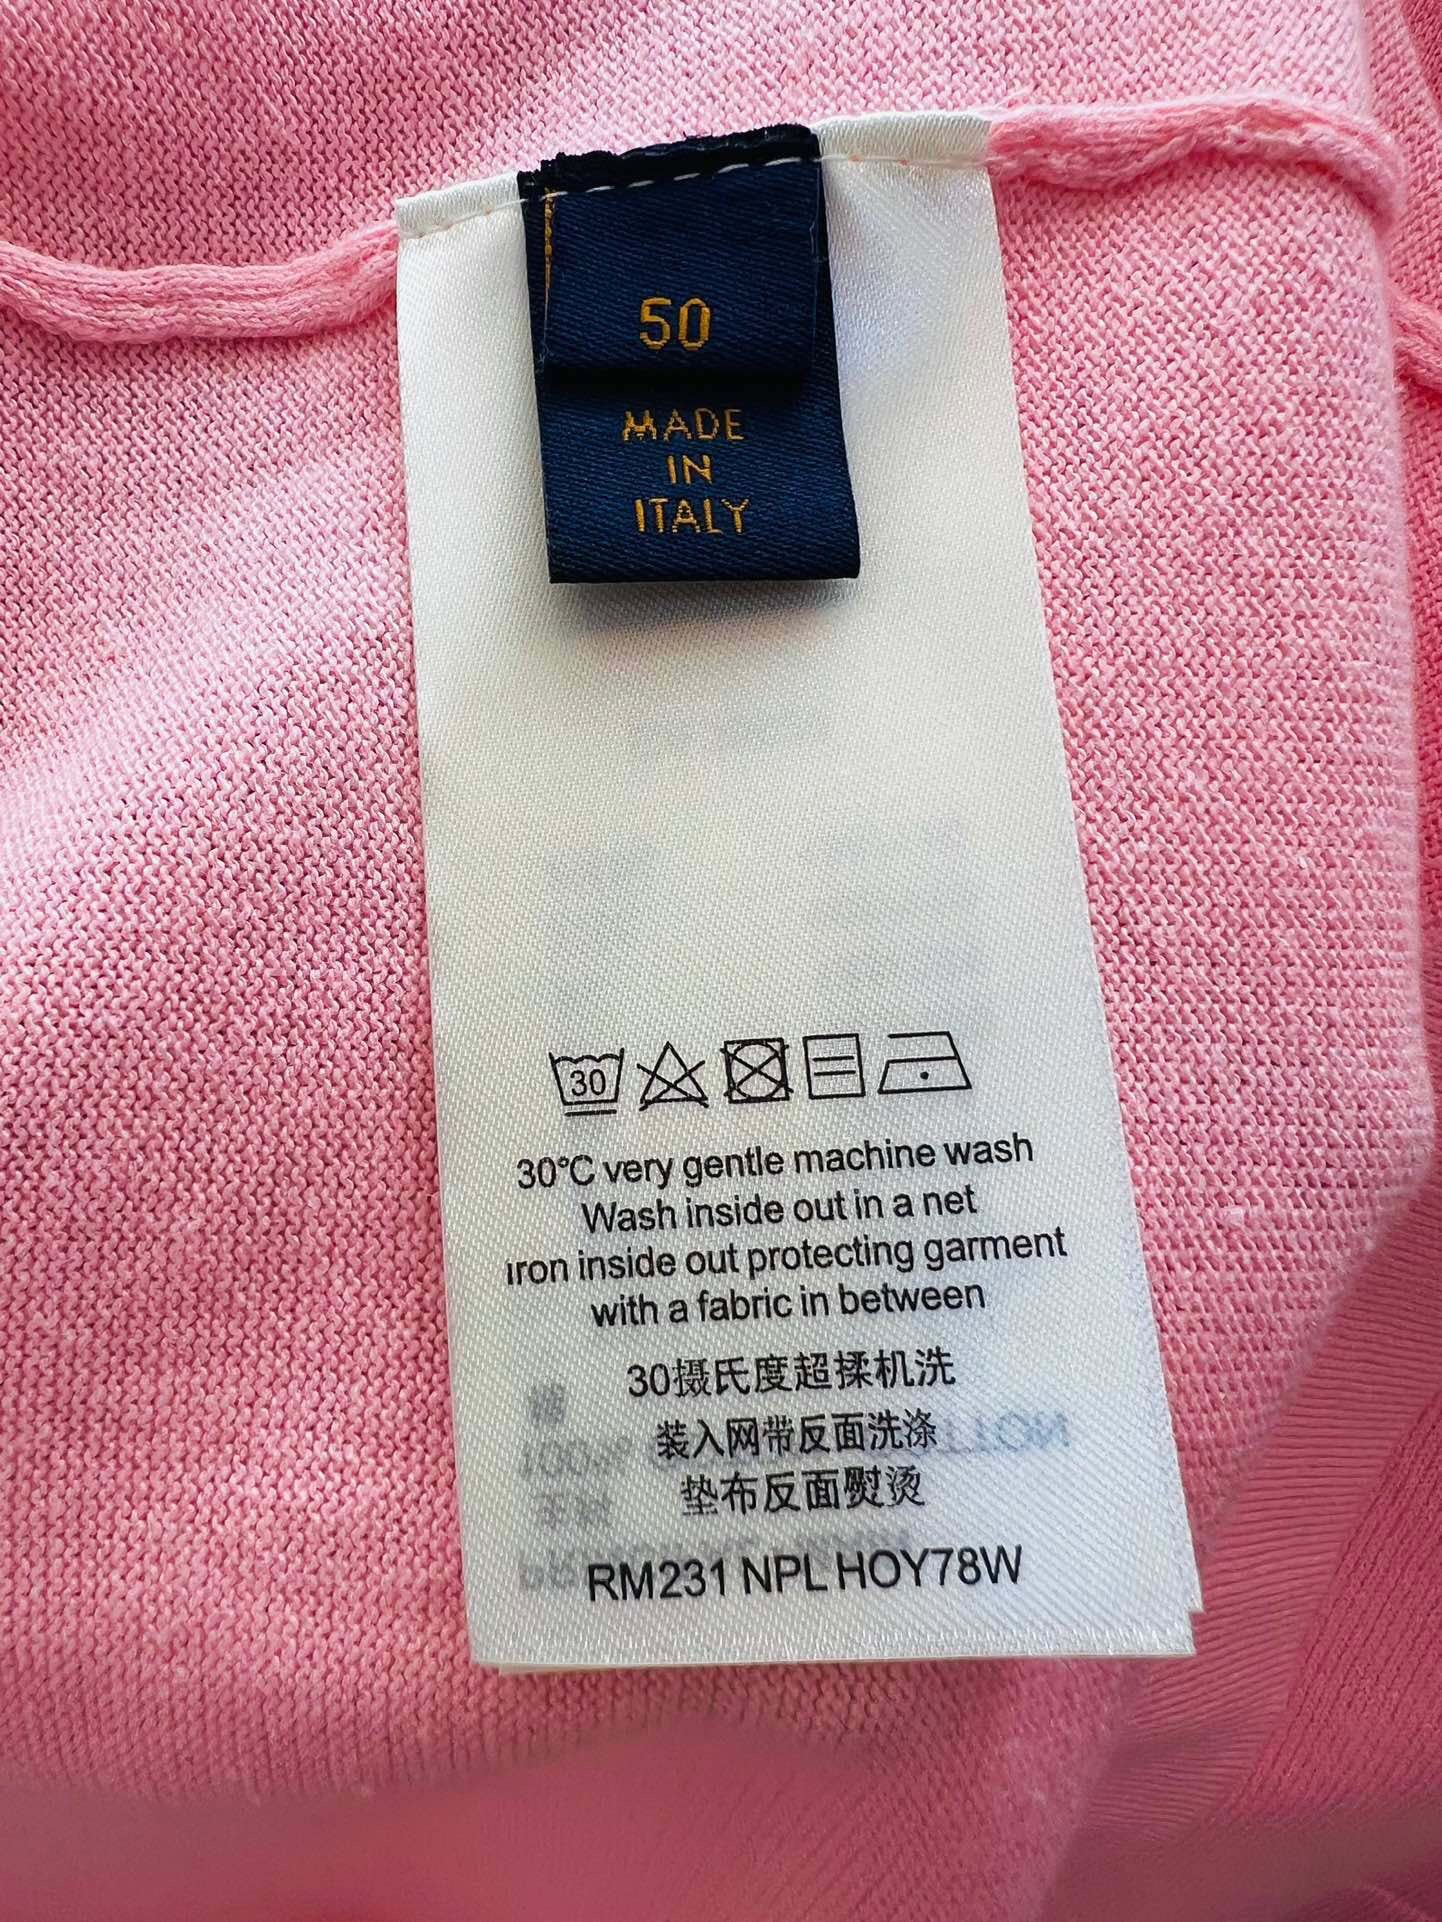 50
MADE
IN
ITALY
30
30°C very gentle machine wash
Wash inside out in a net
iron inside out protecting garment
with a fabric in between
30摄氏度超揉机洗
装入网带反面洗涤
垫布反面熨烫
RM231 NPL HOY78W